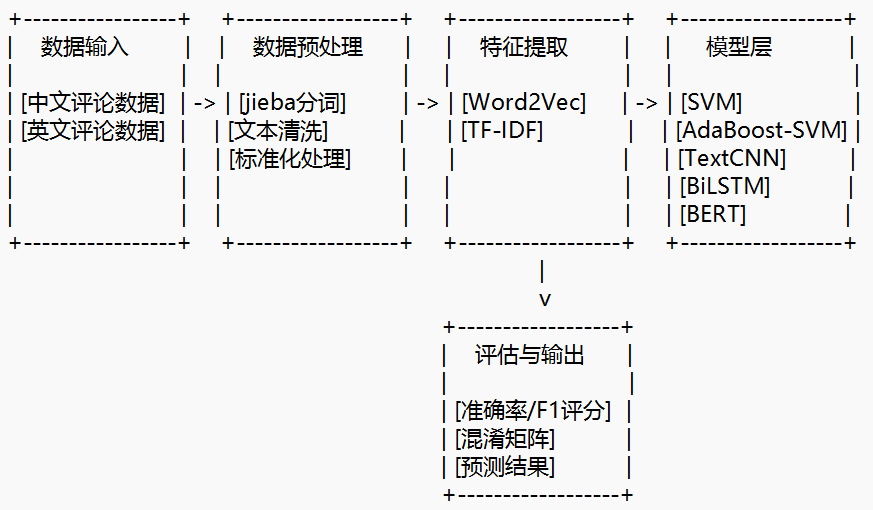 +-----------------+ +-----------------+ +------------------+ +-----------------+
| 数据输入 | | 数据预处理 | | 特征提取 | | 模型层 |
| | | | | | | |
| [中文评论数据] | -> | [jieba分词] | -> | [Word2Vec] | -> | [SVM] |
| [英文评论数据] | | [文本清洗] | | [TF-IDF] | | [AdaBoost-SVM] |
| | | [标准化处理] | | | | [TextCNN] |
| | | | | | | [BiLSTM] |
| | | | | | | [BERT] |
+-----------------+ +-----------------+ +------------------+ +-----------------+
|
v
+------------------+
| 评估与输出 |
| |
| [准确率/F1评分] |
| [混淆矩阵] |
| [预测结果] |
+------------------+